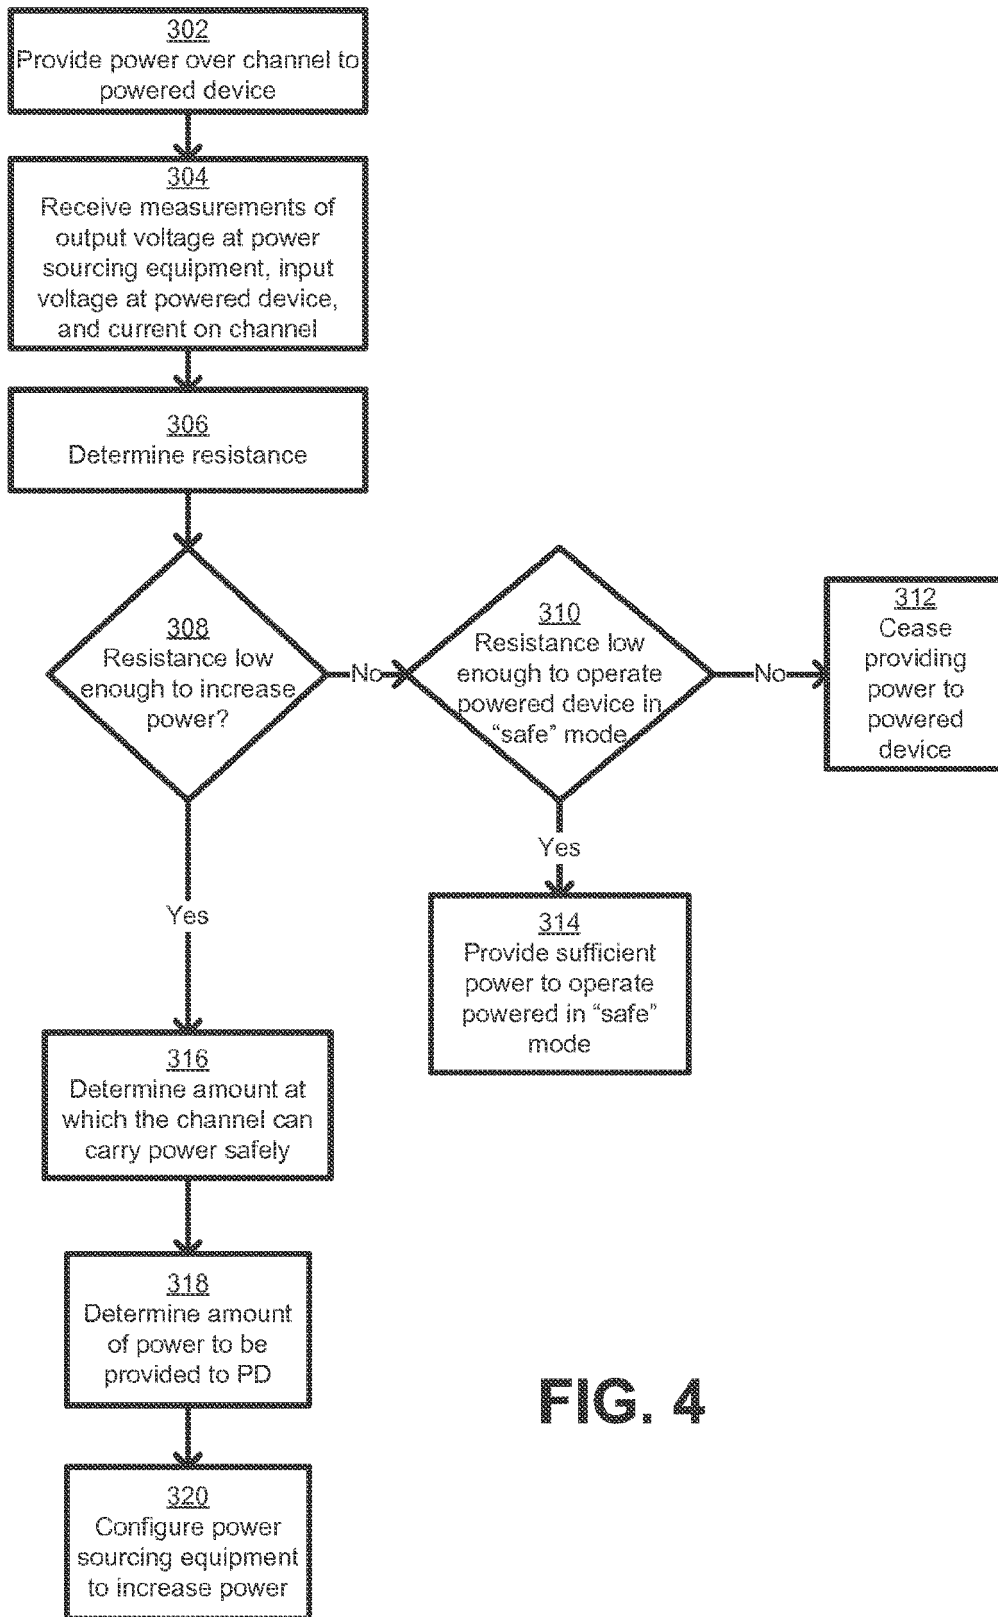 302
Provide power over channel to
powered device
304
Receive measurements of
output voltage at power
sourcing equipment, input
voltage at powered device,
and current on channel
306
Determine resistance
308
Resistance low
enough to increase
power?
No
310
Resistance low
enough to operate
powered device in
“safe” mode
No
312
Cease
providing
power to
powered
device
Yes
314
Provide sufficient
power to operate
powered in “safe”
mode
Yes
316
Determine amount at
which the channel can
carry power safely
318
Determine amount
of power to be
provided to PD
320
Configure power
sourcing equipment
to increase power
FIG. 4